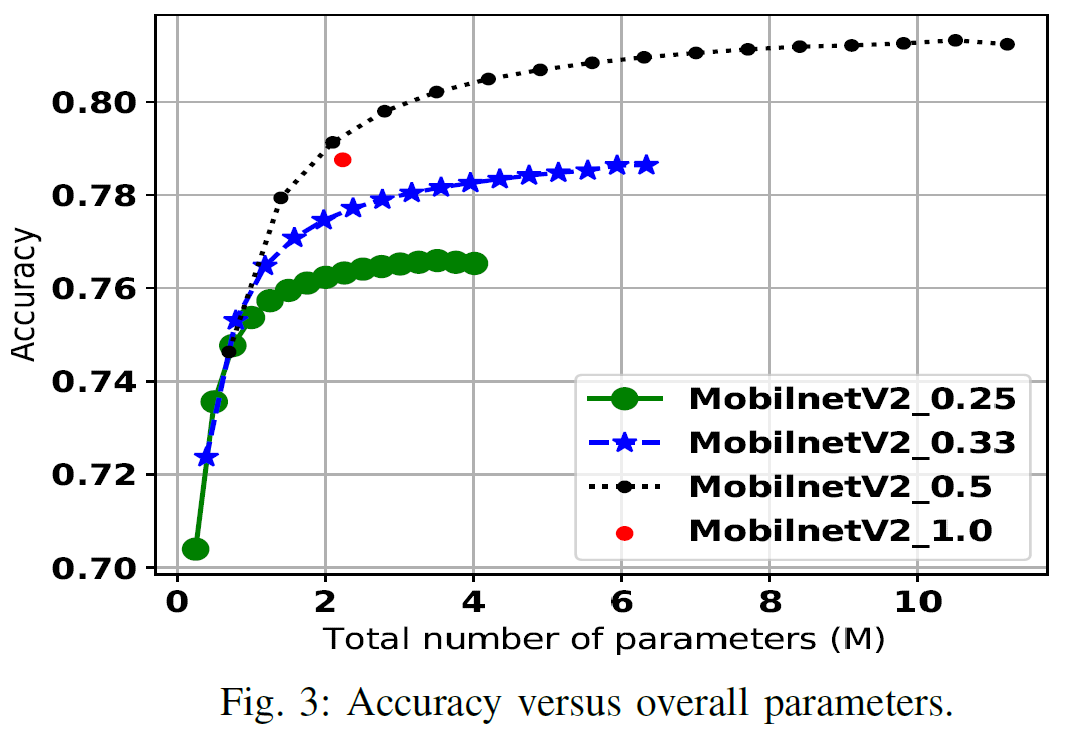 0.80
0.78
0.76
0.74
0.72
0.70
Accuracy
MobilnetV2_0.25
MobilnetV2_0.33
MobilnetV2_0.5
MobilnetV2_1.0
0 2 4 6 8 10
Total number of parameters (M)
Fig. 3: Accuracy versus overall parameters.